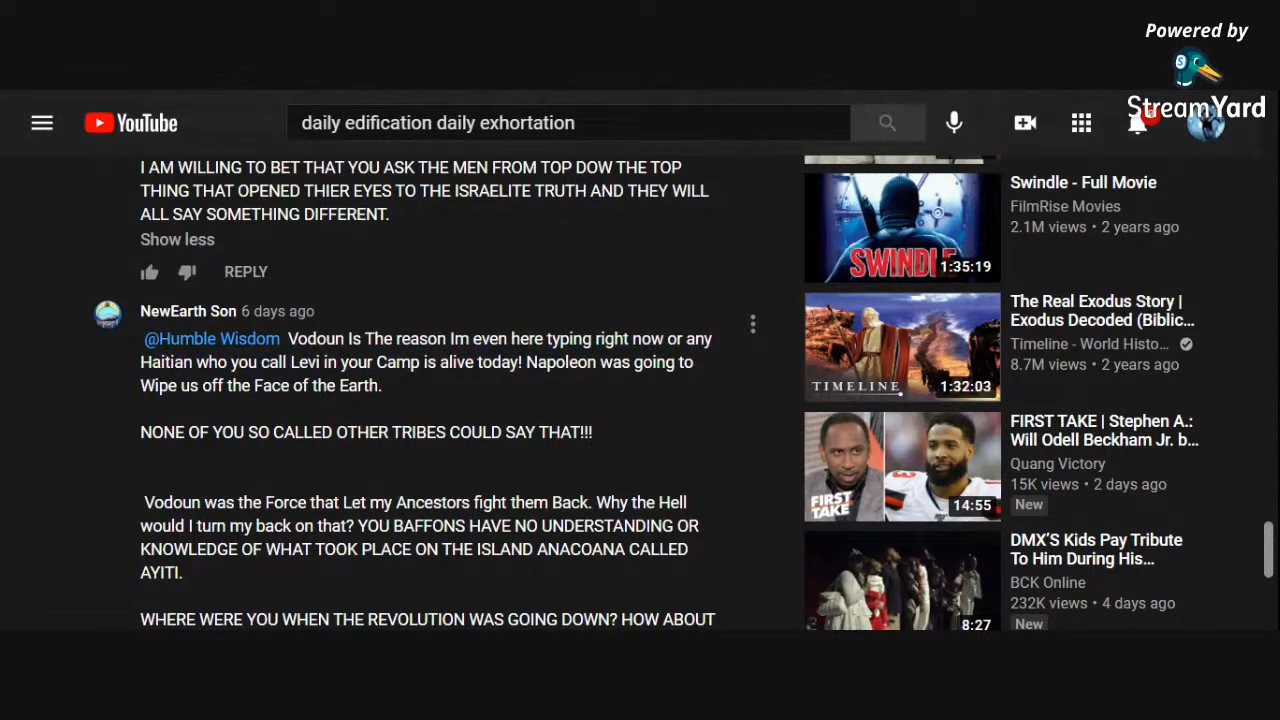 Powered by
StreamYard
YouTube
daily edification daily exhortation
I AM WILLING TO BET THAT YOU ASK THE MEN FROM TOP DOW THE TOP
THING THAT OPENED THIER EYES TO THE ISRAELITE TRUTH AND THEY WILL
ALL SAY SOMETHING DIFFERENT.
Show less
REPLY
NewEarth Son 6 days ago
@Humble Wisdom Vodoun Is The reason Im even here typing right now or any
Haitian who you call Levi in your Camp is alive today! Napoleon was going to
Wipe us off the Face of the Earth.
NONE OF YOU SO CALLED OTHER TRIBES COULD SAY THAT!!!
Vodoun was the Force that Let my Ancestors fight them Back. Why the Hell
would I turn my back on that? YOU BAFFONS HAVE NO UNDERSTANDING OR
KNOWLEDGE OF WHAT TOOK PLACE ON THE ISLAND ANACOANA CALLED
AYITI.
WHERE WERE YOU WHEN THE REVOLUTION WAS GOING DOWN? HOW ABOUT
SWINDLE
1:35:19
Swindle - Full Movie
FilmRise Movies
2.1M views • 2 years ago
TIMELINE
1:32:03
The Real Exodus Story |
Exodus Decoded (Biblic...
Timeline - World Histo...
8.7M views • 2 years ago
FIRST
TAKE
14:55
FIRST TAKE | Stephen A.:
Will Odell Beckham Jr. b...
Quang Victory
15K views • 2 days ago
New
8:27
DMX'S Kids Pay Tribute
To Him During His...
BCK Online
232K views • 4 days ago
New